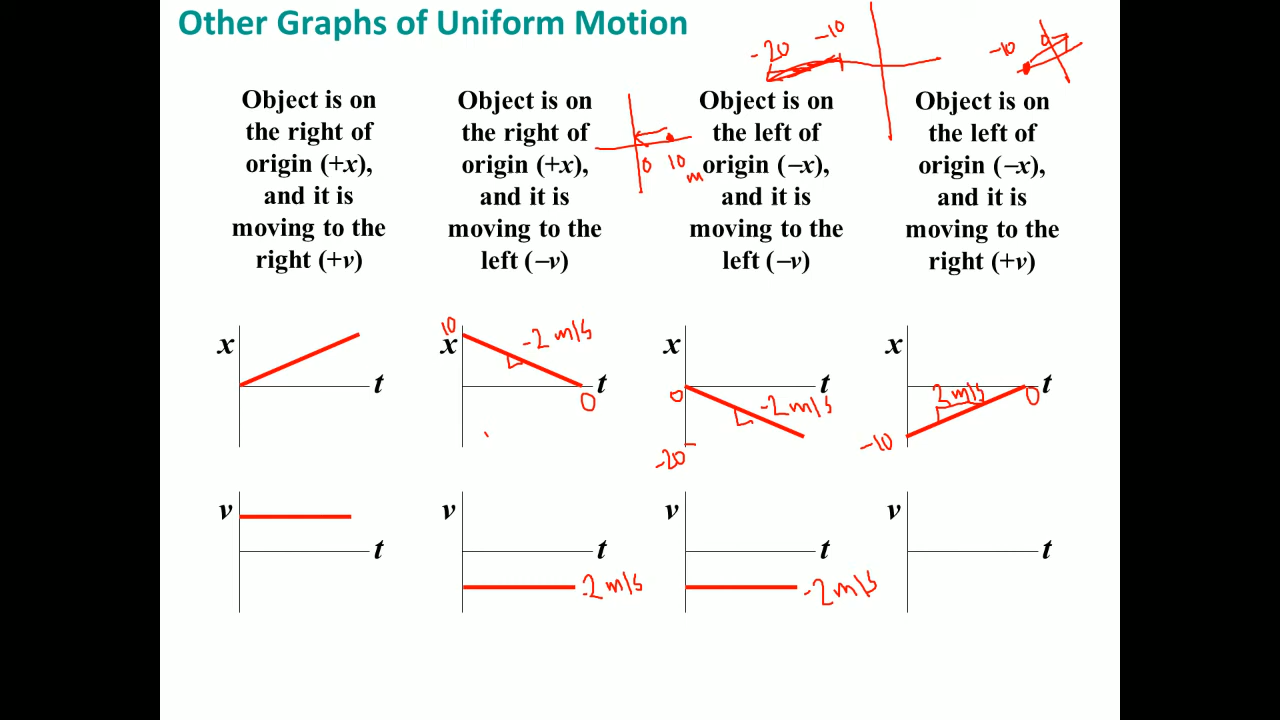 Other Graphs of Uniform Motion
-20
-10
-10
0
Object is on
the right of
origin (+x),
and it is
moving to the
right (+v)
Object is on
the right of
origin (+x),
and it is
moving to the
left (−v)
0 10 m
Object is on
the left of
origin (−x),
and it is
moving to the
left (−v)
Object is on
the left of
origin (−x),
and it is
moving to the
right (+v)
x
t
10
x
-2 m/s
t
0
x
t
0
-2m/s
-20
x
t
2 m/s
0
-10
v
t
v
t
-2 m/s
v
t
-2m/s
v
t